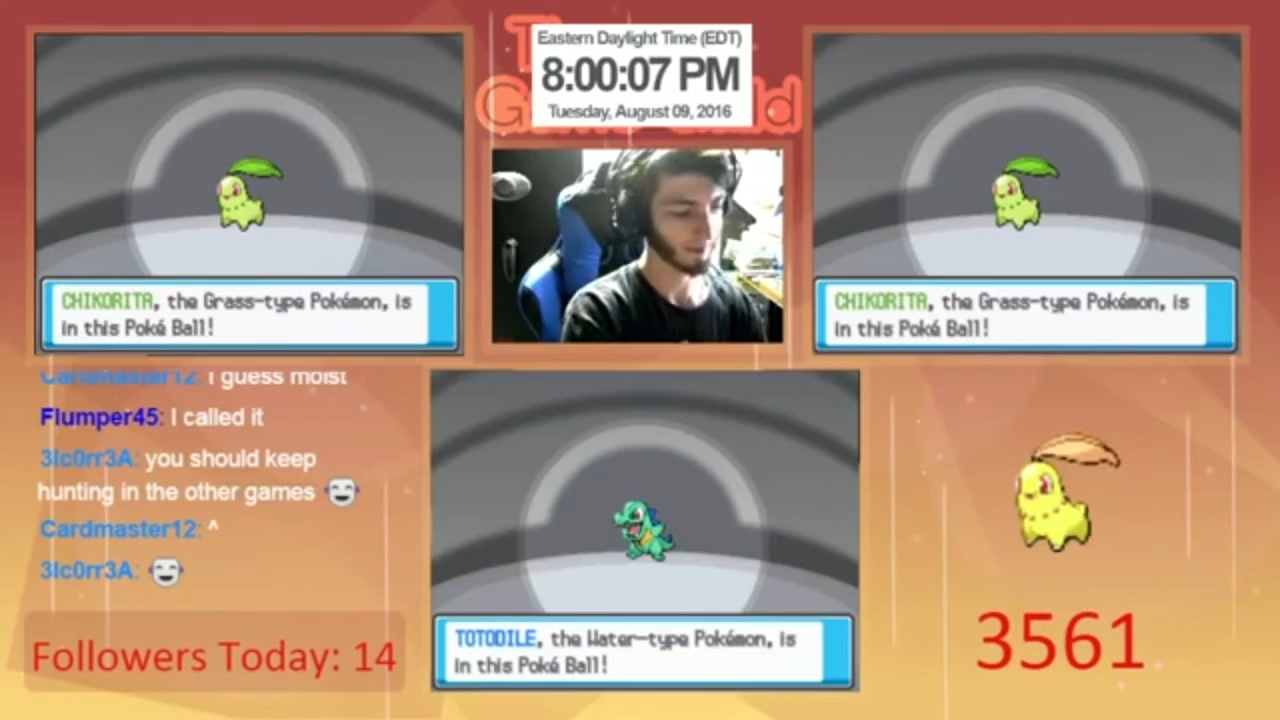 Eastern Daylight Time (EDT)
8:00:07 PM
Tuesday, August 09, 2016
CHIKORITA, the Grass-type Pokémon, is
in this Poké Ball!
CHIKORITA, the Grass-type Pokémon, is
in this Poké Ball!
Cardmaster12: I guess moist
Flumper45: I called it
3lc0rr3A: you should keep
hunting in the other games
Cardmaster12: ^
3lc0rr3A:
Followers Today: 14
TOTODILE, the Water-type Pokémon, is
in this Poké Ball!
3561